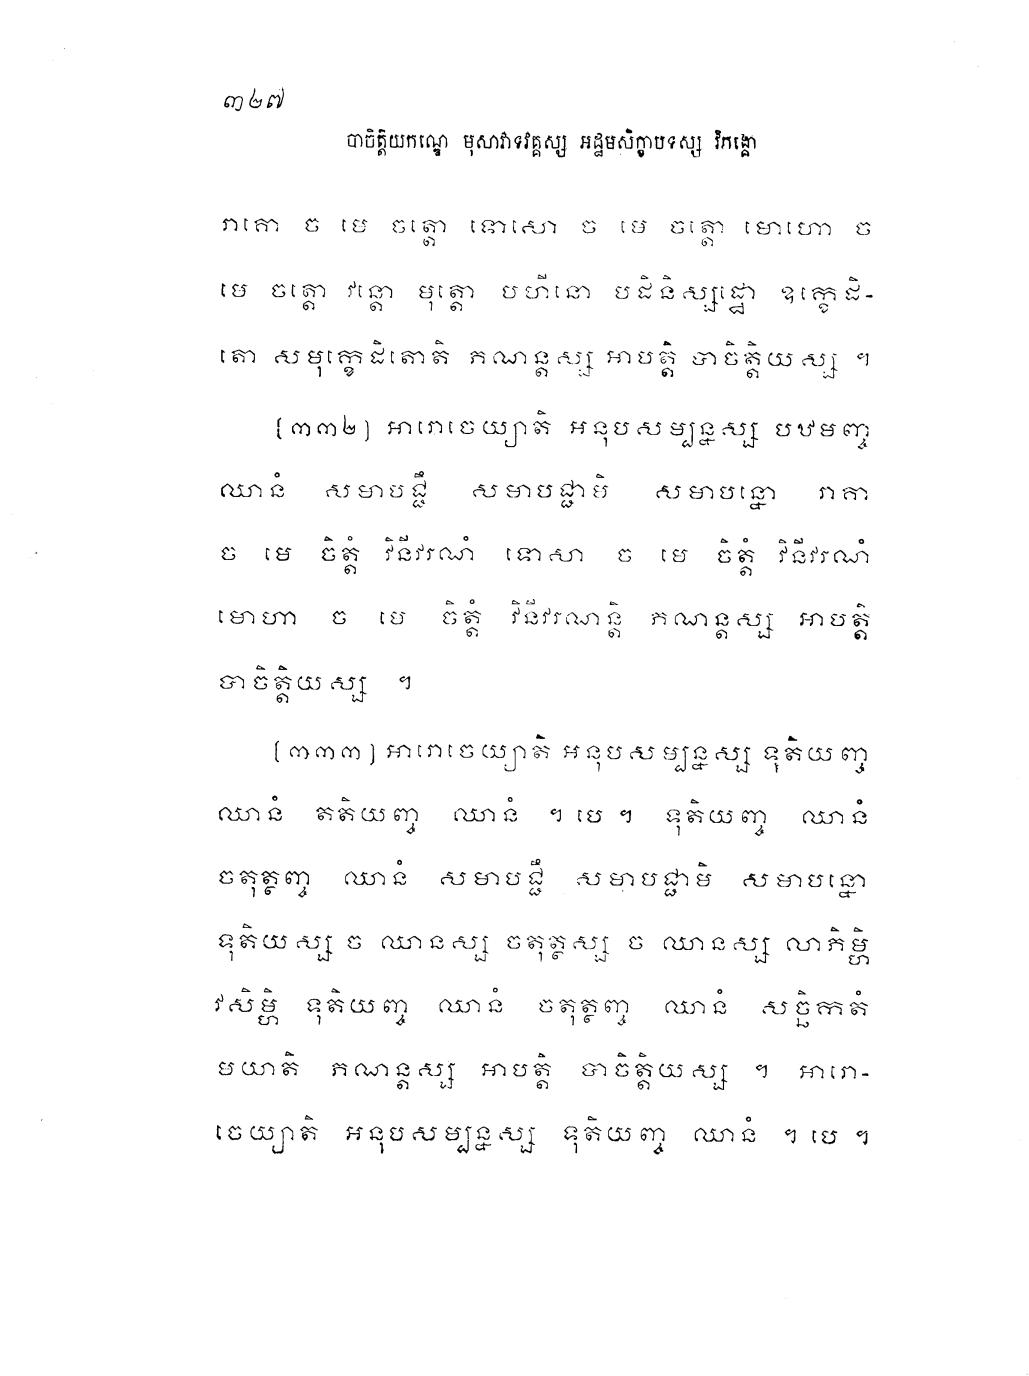 ៣២៧
បាចិត្តិយកណ្ឌេ មុសាវាទវគ្គស្ស អដ្ឋមសិក្ខាបទស្ស វិភង្គោ
រាគោ ច មេ ចត្តោ ទោសោ ច មេ ចត្តោ មោហោ ច
មេ ចត្តោ វន្តោ មុត្តោ បហីនោ បដិនិស្សដ្ឋោ ឧក្ខេដិ-
តោ សមុក្ខេដិតោតិ ភណន្តស្ស អាបត្តិ បាចិត្តិយស្ស ។
[៣៣២] អារោចេយ្យាតិ អនុបសម្បន្នស្ស បឋមញ្ច
ឈានំ សមាបជ្ជឹ សមាបជ្ជាមិ សមាបន្នោ រាគា
ច មេ ចិត្តំ វិនីវរណំ ទោសា ច មេ ចិត្តំ វិនីវរណំ
មោហា ច មេ ចិត្តំ វិនីវរណន្តិ ភណន្តស្ស អាបត្តិ
បាចិត្តិយស្ស ។
[៣៣៣] អារោចេយ្យាតិ អនុបសម្បន្នស្ស ទុតិយញ្ច
ឈានំ តតិយញ្ច ឈានំ ។ បេ ។ ទុតិយញ្ច ឈានំ
ចតុត្ថញ្ច ឈានំ សមាបជ្ជឹ សមាបជ្ជាមិ សមាបន្នោ
ទុតិយស្ស ច ឈានស្ស ចតុត្ថស្ស ច ឈានស្ស លាភិម្ហិ
វសិម្ហិ ទុតិយញ្ច ឈានំ ចតុត្ថញ្ច ឈានំ សច្ឆិកតំ
មយាតិ ភណន្តស្ស អាបត្តិ បាចិត្តិយស្ស ។ អារោ-
ចេយ្យាតិ អនុបសម្បន្នស្ស ទុតិយញ្ច ឈានំ ។ បេ ។